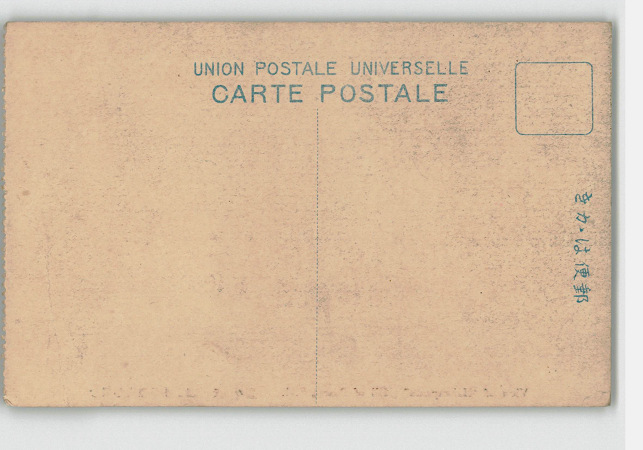 UNION POSTALE UNIVERSELLE
CARTE POSTALE
きがは便郵